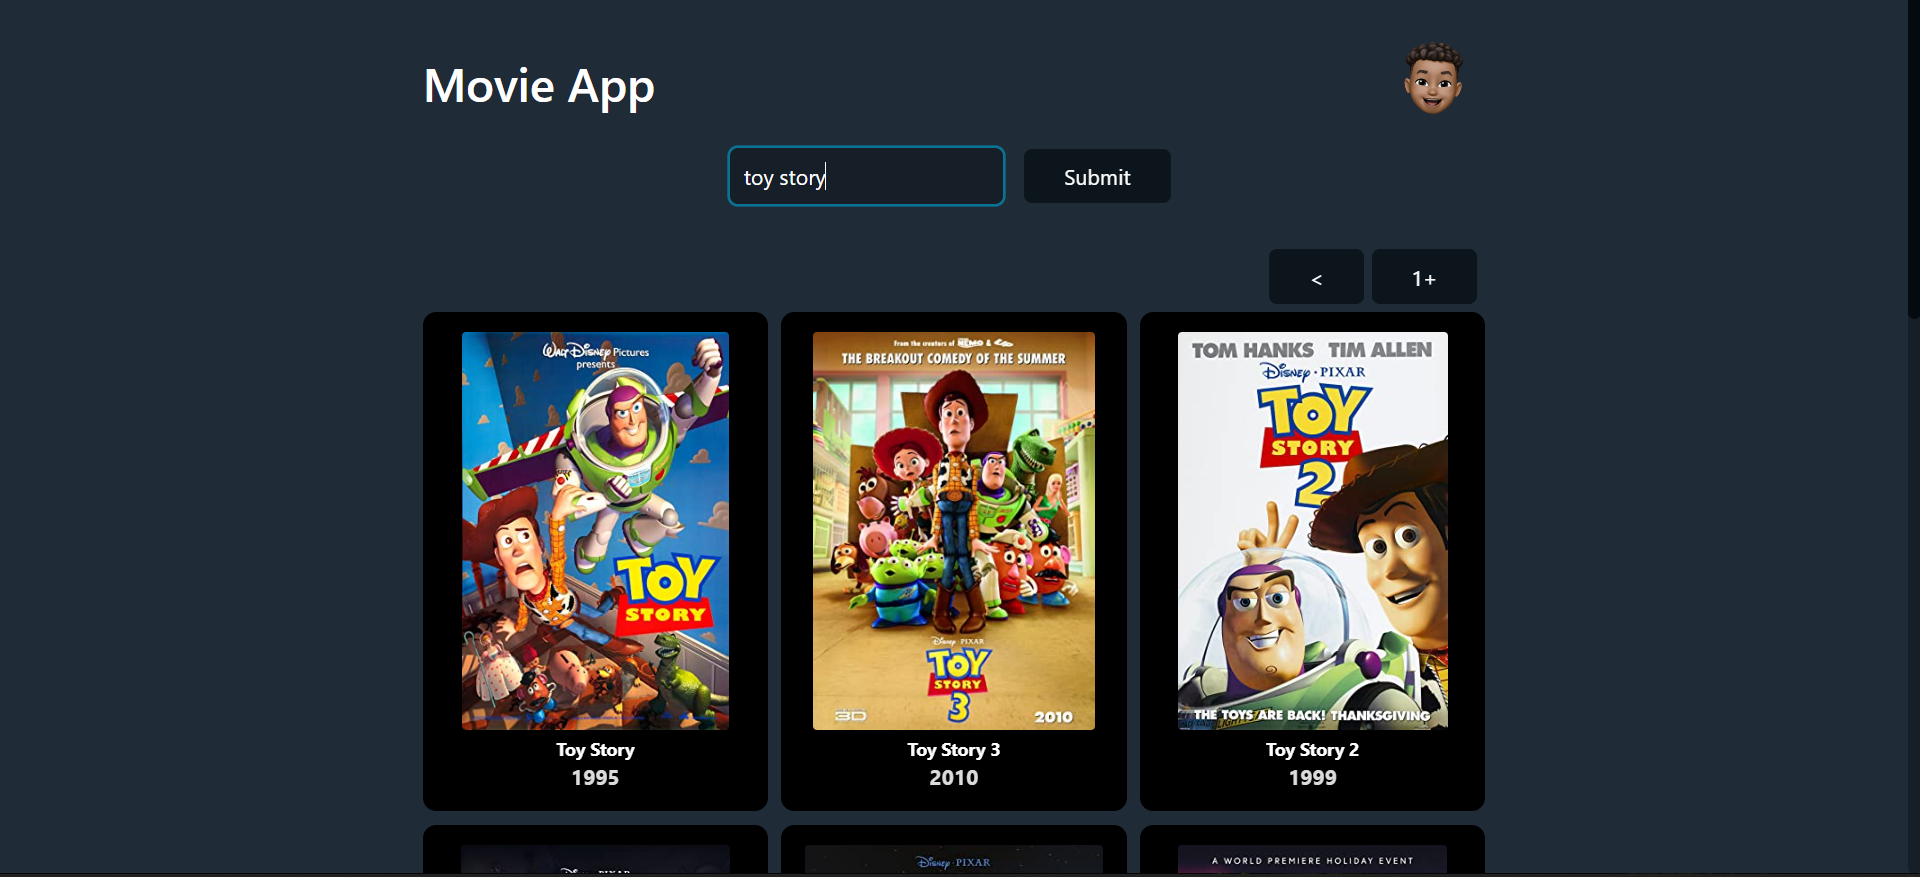 Movie App
toy story
Submit
<
1+
Walt Disney Pictures
presents
TOY
STORY
Toy Story
1995
From the creators of NEMO &
THE BREAKOUT COMEDY OF THE SUMMER
Disney · PIXAR
TOY
STORY
3
3D
2010
Toy Story 3
2010
TOM HANKS TIM ALLEN
Disney · PIXAR
TOY
STORY
2
THE TOYS ARE BACK! THANKSGIVING
Toy Story 2
1999
Disney · PIXAR
Disney · PIXAR
A WORLD PREMIERE HOLIDAY EVENT